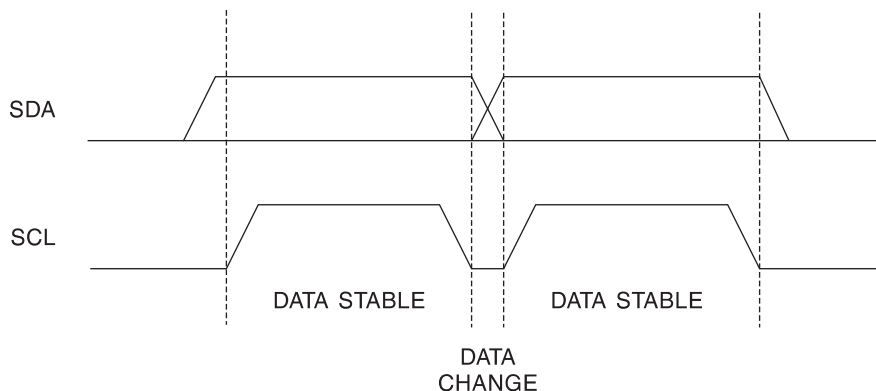 SDA
SCL
DATA STABLE
DATA STABLE
DATA
CHANGE